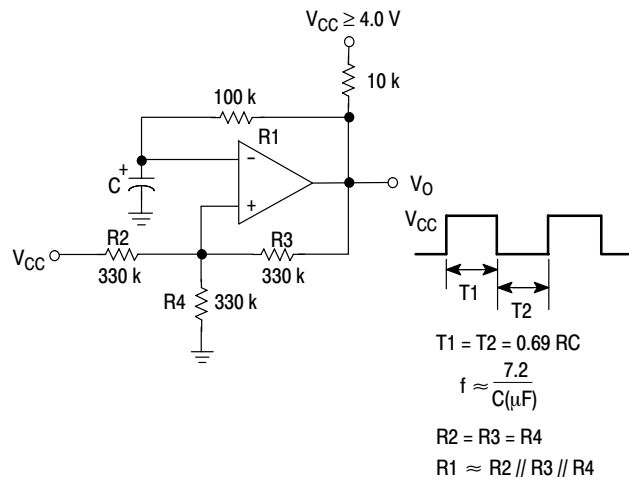 V_CC ≥ 4.0 V
10 k
100 k
R1
−
+
C
+
V_O
V_CC
R2
330 k
R3
330 k
R4
330 k
V_CC
T1
T2
T1 = T2 = 0.69 RC
f ≈ 7.2 / C(μF)
R2 = R3 = R4
R1 ≈ R2 // R3 // R4